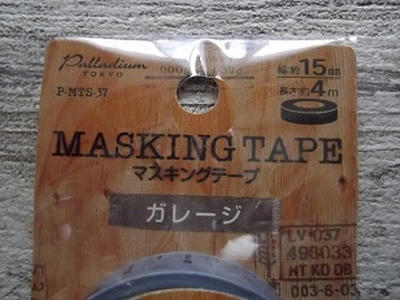 Palladium
TOKYO
P-MTS-37
幅:約15mm
長さ:約4m
MASKING TAPE
マスキングテープ
ガレージ
LV*037
498033
MT KD DB
003-6-03